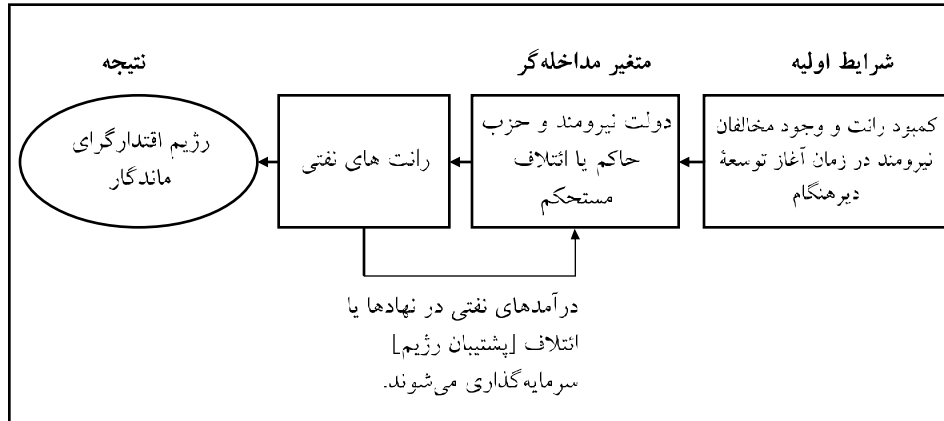 شرایط اولیه
متغیر مداخله‌گر
نتیجه
کمبود رانت و وجود مخالفان
نیرومند در زمان آغاز توسعهٔ
دیرهنگام
دولت نیرومند و حزب
حاکم یا ائتلاف
مستحکم
رانت های نفتی
رژیم اقتدارگرای
ماندگار
درآمدهای نفتی در نهادها یا
ائتلاف [پشتیبان رژیم]
سرمایه‌گذاری می‌شوند.